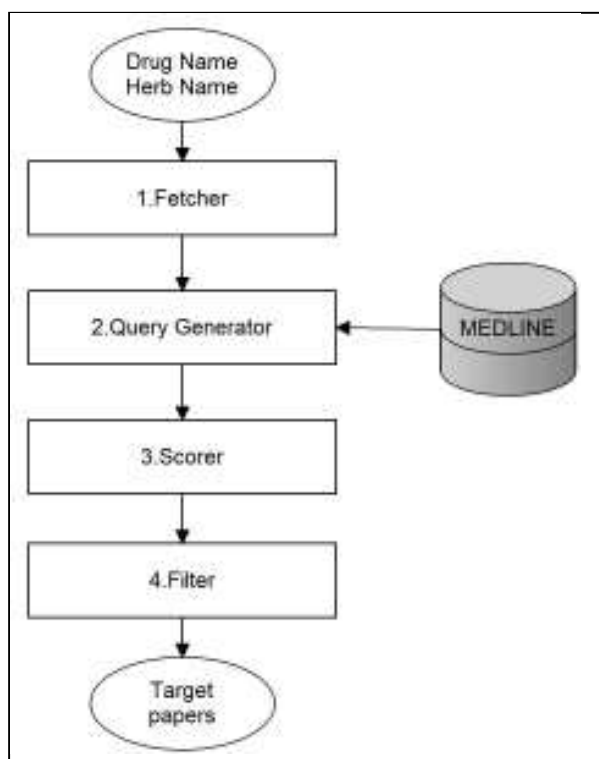 Drug Name
Herb Name
1.Fetcher
2.Query Generator
MEDLINE
3.Scorer
4.Filter
Target
papers